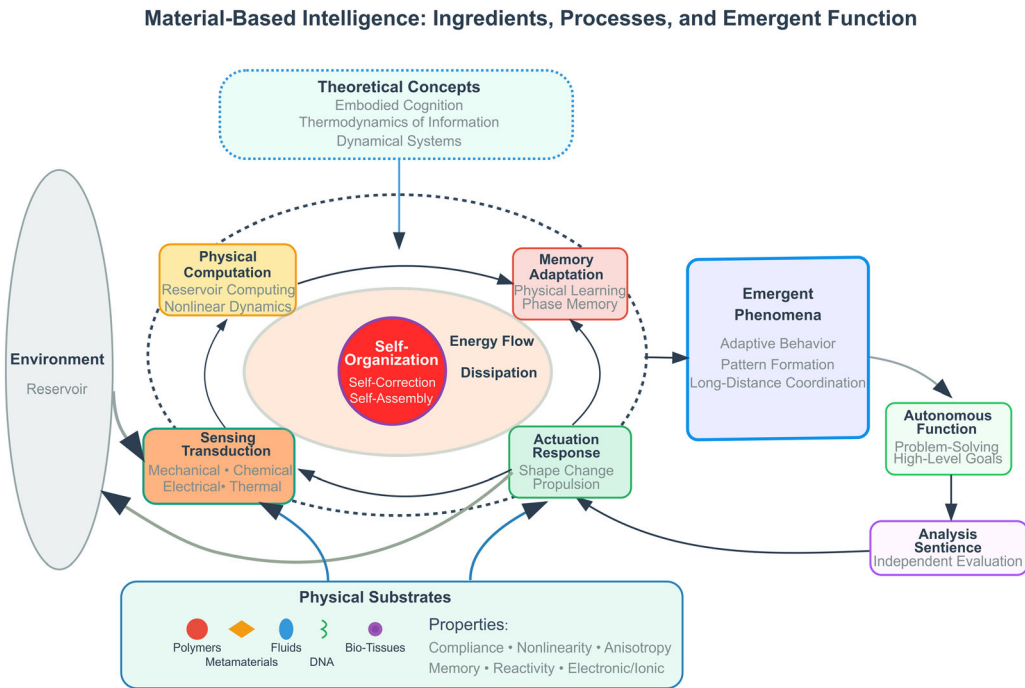 Material-Based Intelligence: Ingredients, Processes, and Emergent Function
Theoretical Concepts
Embodied Cognition
Thermodynamics of Information
Dynamical Systems
Environment
Reservoir
Physical
Computation
Reservoir Computing
Nonlinear Dynamics
Memory
Adaptation
Physical Learning
Phase Memory
Self-
Organization
Self-Correction
Self-Assembly
Energy Flow
Dissipation
Sensing
Transduction
Mechanical • Chemical
Electrical• Thermal
Actuation
Response
Shape Change
Propulsion
Emergent
Phenomena
Adaptive Behavior
Pattern Formation
Long-Distance Coordination
Autonomous
Function
Problem-Solving
High-Level Goals
Analysis
Sentience
Independent Evaluation
Physical Substrates
Polymers
Metamaterials
Fluids
DNA
Bio-Tissues
Properties:
Compliance • Nonlinearity • Anisotropy
Memory • Reactivity • Electronic/Ionic